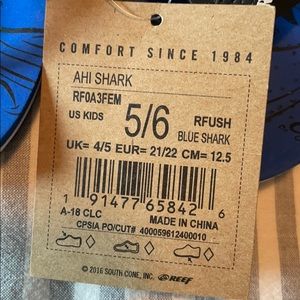 COMFORT SINCE 1984
AHI SHARK
RF0A3FEM
US KIDS 5/6 RFUSH
BLUE SHARK
UK= 4/5 EUR= 21/22 CM= 12.5
1 91477 65842 6
A-18 CLC MADE IN CHINA
CPSIA PO/CUT# 400059612400010
© 2016 SOUTH CONE, INC. REEF